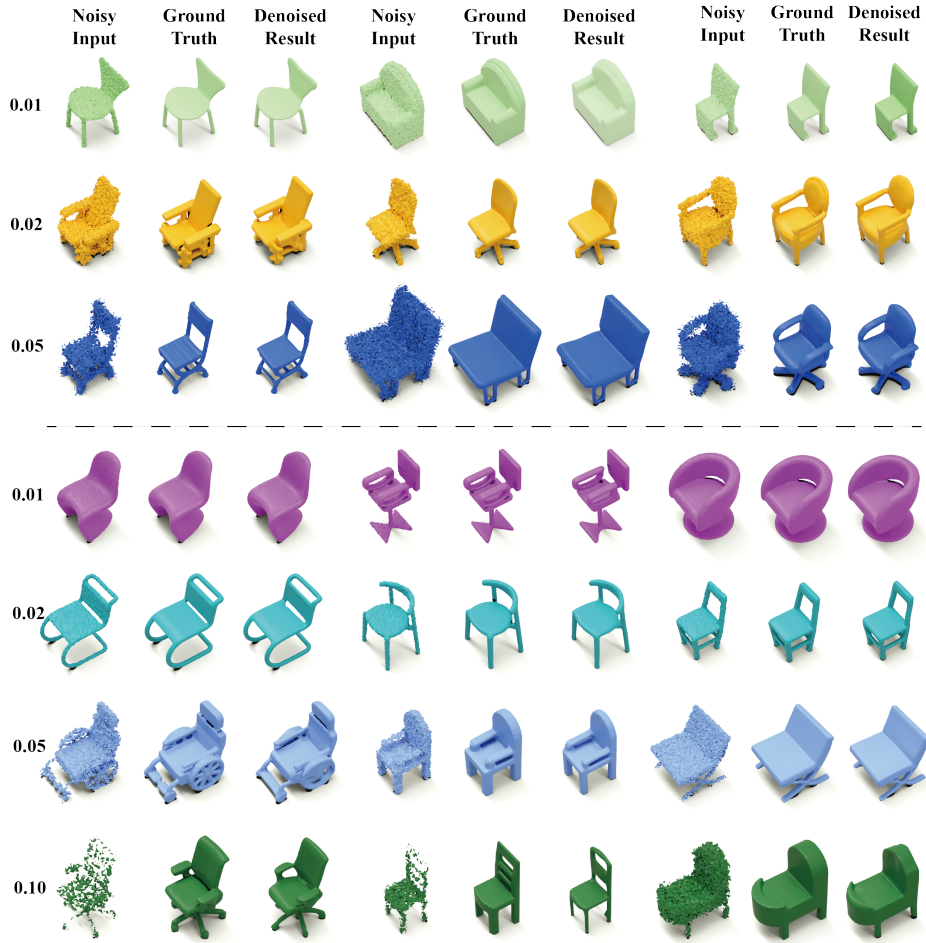 Noisy Input
Ground Truth
Denoised Result
Noisy Input
Ground Truth
Denoised Result
Noisy Input
Ground Truth
Denoised Result
0.01
0.02
0.05
0.01
0.02
0.05
0.10